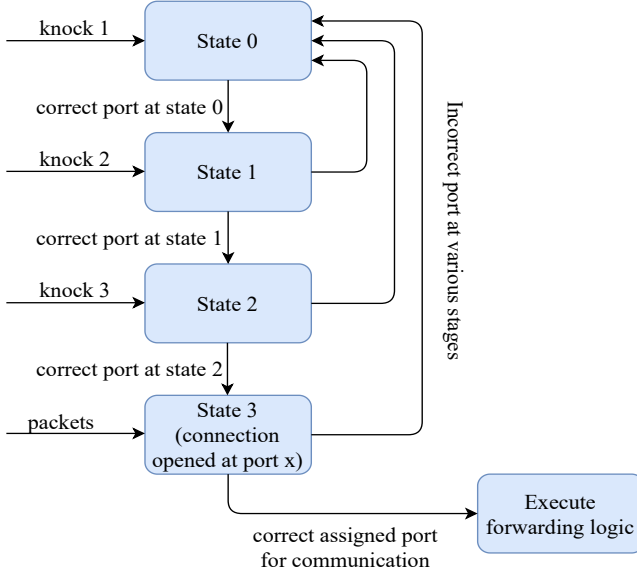 knock 1
State 0
correct port at state 0
knock 2
State 1
correct port at state 1
knock 3
State 2
correct port at state 2
packets
State 3
(connection
opened at port x)
Incorrect port at various stages
Execute
forwarding logic
correct assigned port
for communication